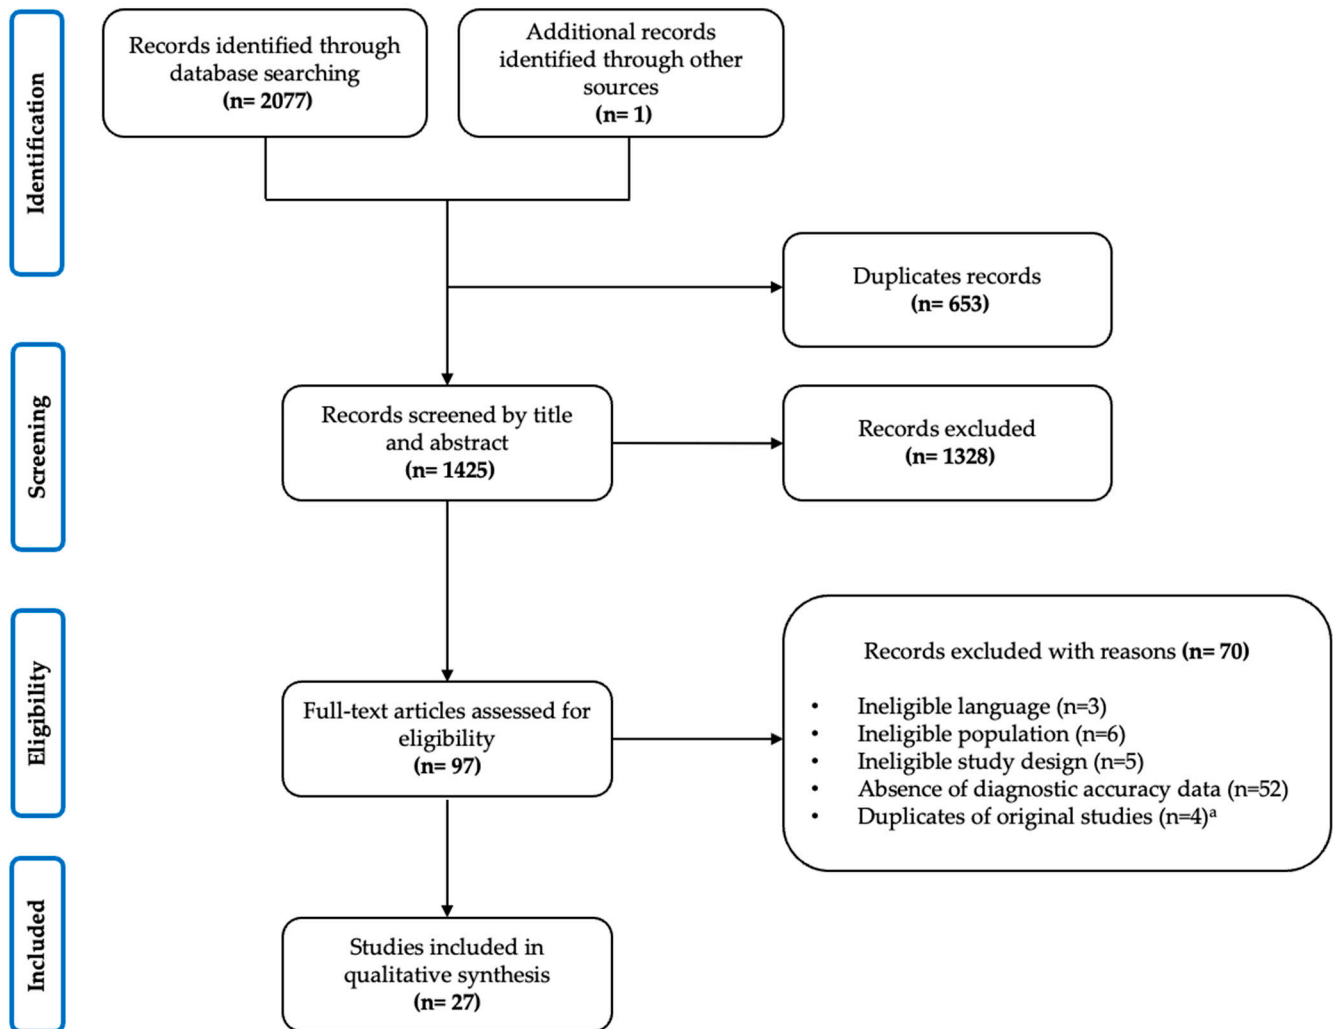 Identification
Records identified through
database searching
(n= 2077)
Additional records
identified through other
sources
(n= 1)
Duplicates records
(n= 653)
Screening
Records screened by title
and abstract
(n= 1425)
Records excluded
(n= 1328)
Eligibility
Full-text articles assessed for
eligibility
(n= 97)
Records excluded with reasons (n= 70)
• Ineligible language (n=3)
• Ineligible population (n=6)
• Ineligible study design (n=5)
• Absence of diagnostic accuracy data (n=52)
• Duplicates of original studies (n=4)ᵃ
Included
Studies included in
qualitative synthesis
(n= 27)